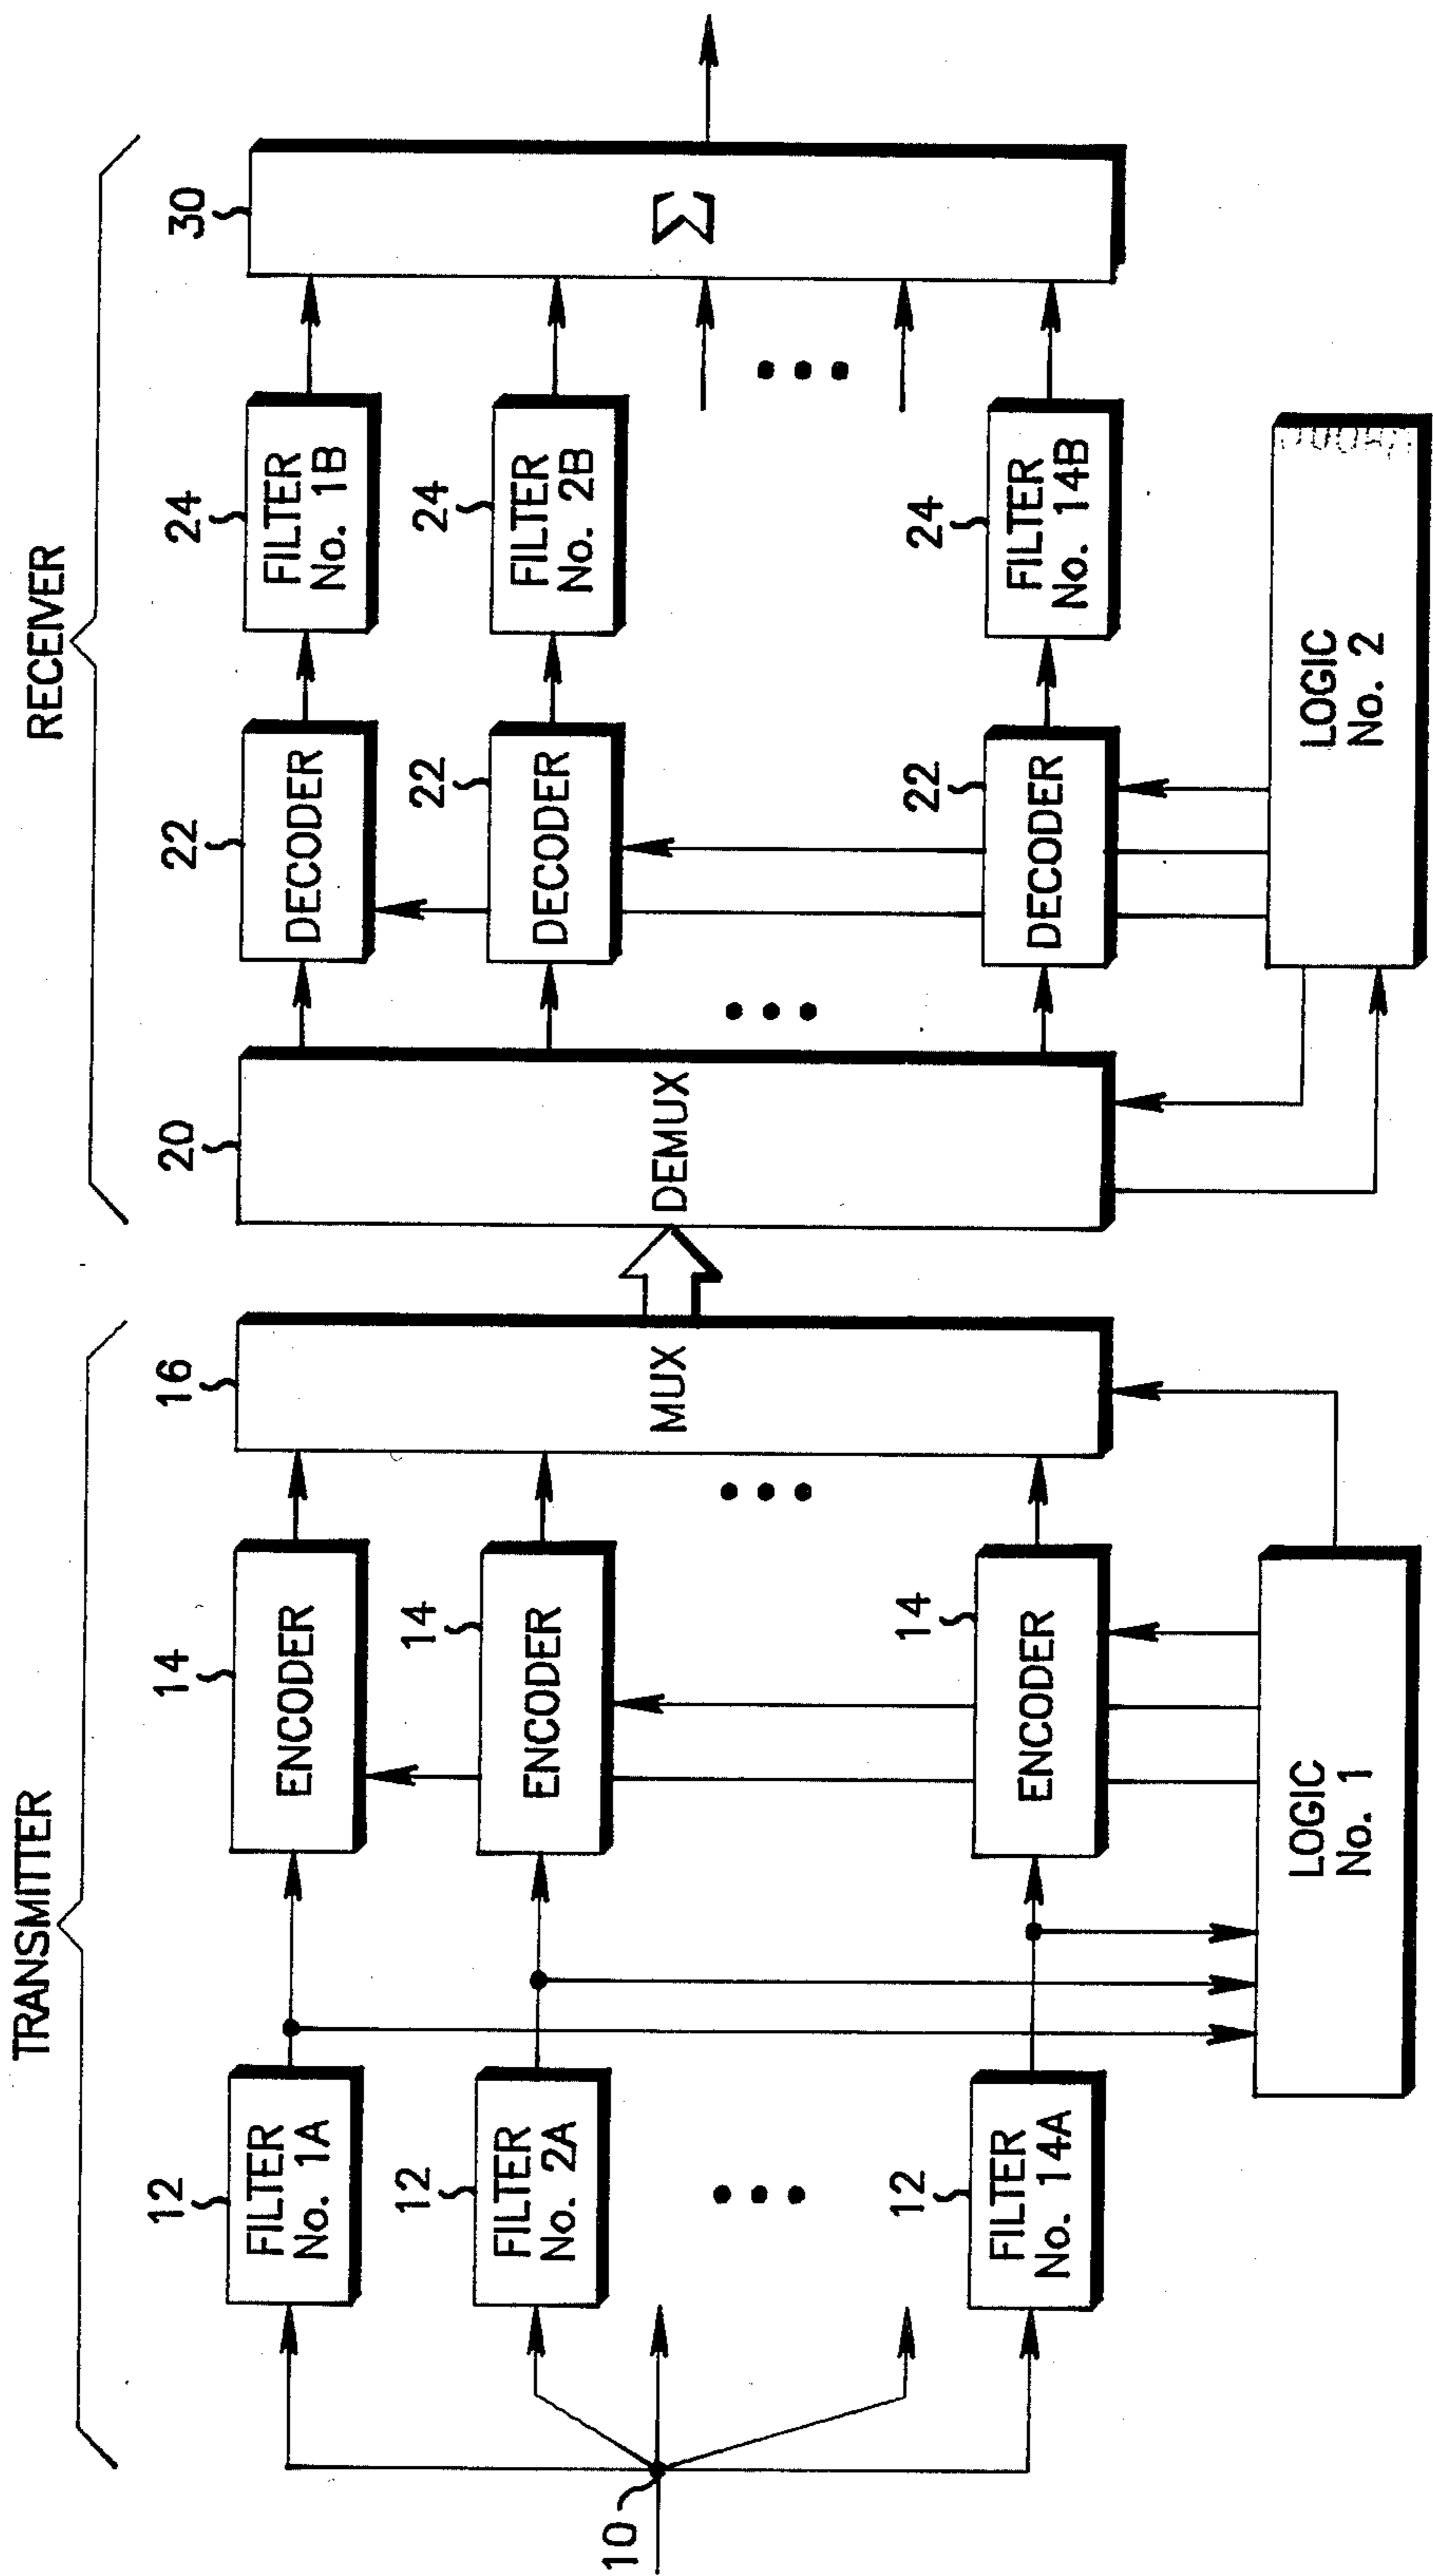 TRANSMITTER
RECEIVER
10
12
FILTER
No. 1A
14
ENCODER
16
MUX
20
DEMUX
22
DECODER
24
FILTER
No. 1B
30
Σ
12
FILTER
No. 2A
14
ENCODER
22
DECODER
24
FILTER
No. 2B
12
FILTER
No. 14A
14
ENCODER
22
DECODER
24
FILTER
No. 14B
LOGIC
No. 1
LOGIC
No. 2